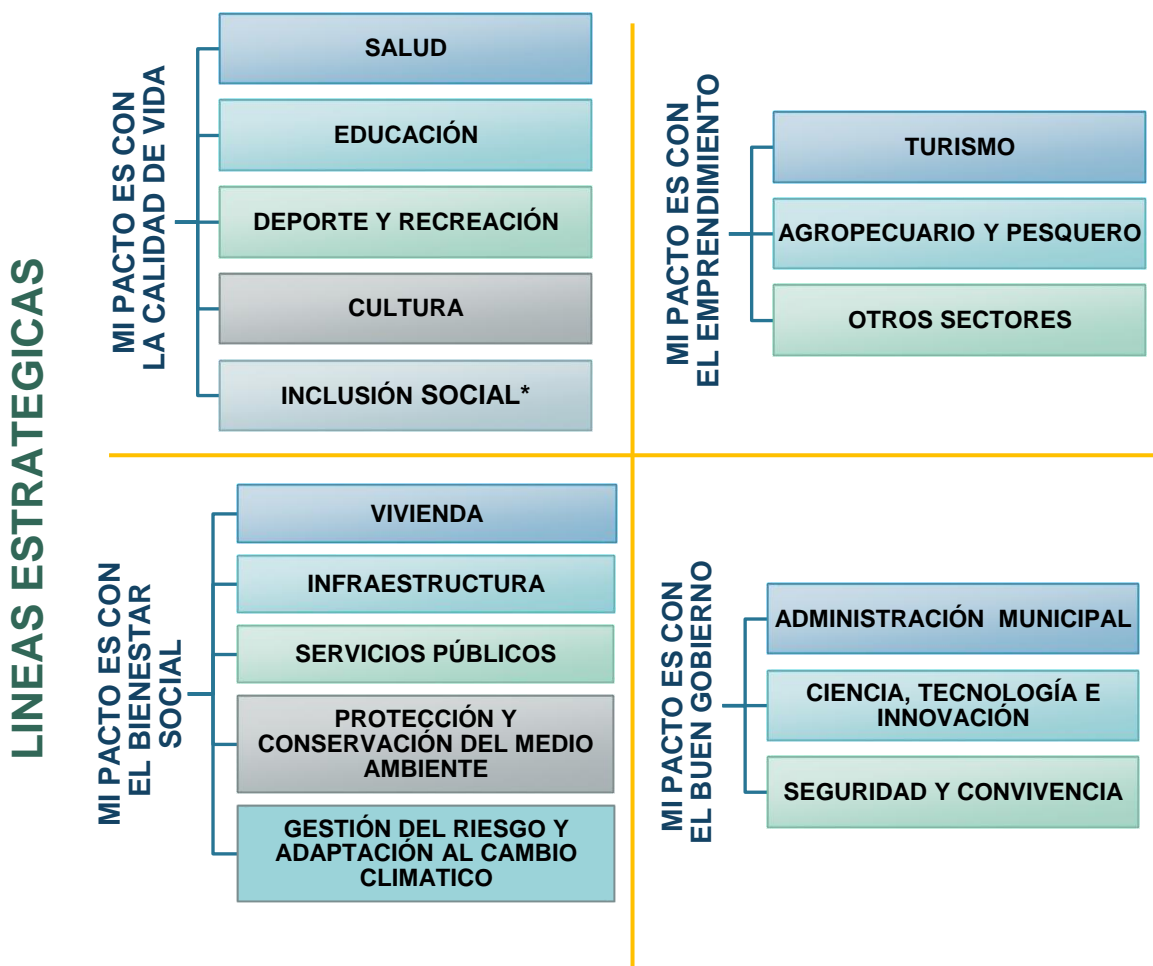 LINEAS ESTRATEGICAS
MI PACTO ES CON
LA CALIDAD DE VIDA
SALUD
EDUCACIÓN
DEPORTE Y RECREACIÓN
CULTURA
INCLUSIÓN SOCIAL*
MI PACTO ES CON
EL EMPRENDIMIENTO
TURISMO
AGROPECUARIO Y PESQUERO
OTROS SECTORES
MI PACTO ES CON
EL BIENESTAR
SOCIAL
VIVIENDA
INFRAESTRUCTURA
SERVICIOS PÚBLICOS
PROTECCIÓN Y
CONSERVACIÓN DEL MEDIO
AMBIENTE
GESTIÓN DEL RIESGO Y
ADAPTACIÓN AL CAMBIO
CLIMATICO
MI PACTO ES CON
EL BUEN GOBIERNO
ADMINISTRACIÓN MUNICIPAL
CIENCIA, TECNOLOGÍA E
INNOVACIÓN
SEGURIDAD Y CONVIVENCIA